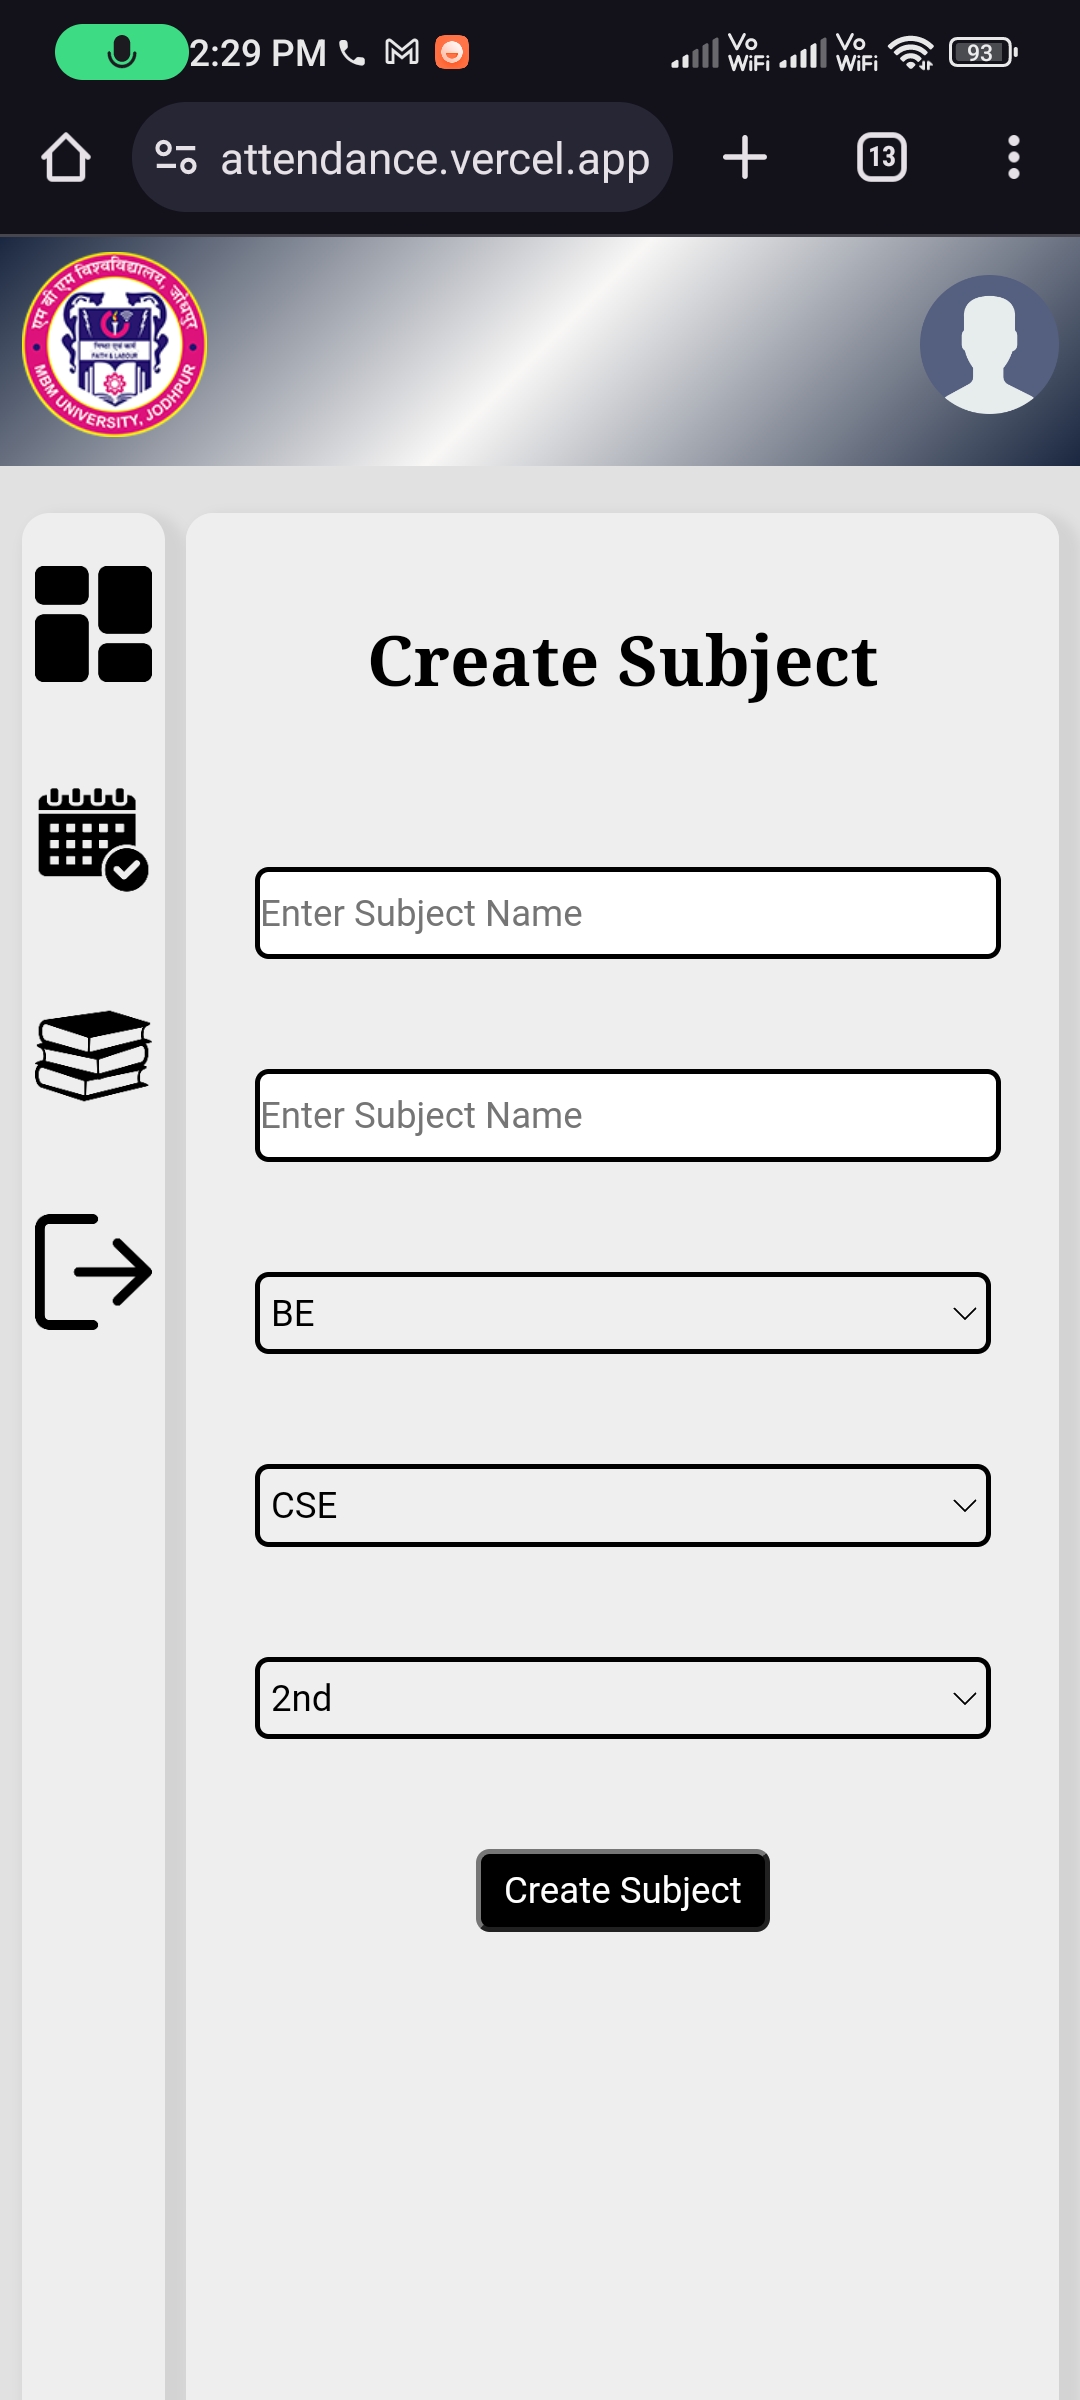 2:29 PM Vo WiFi Vo WiFi 93
attendance.vercel.app 13
एम बी एम विश्वविद्यालय, जोधपुर
निष्ठा एवं कार्य
FAITH & LABOUR
MBM UNIVERSITY, JODHPUR
Create Subject
Enter Subject Name
Enter Subject Name
BE
CSE
2nd
Create Subject